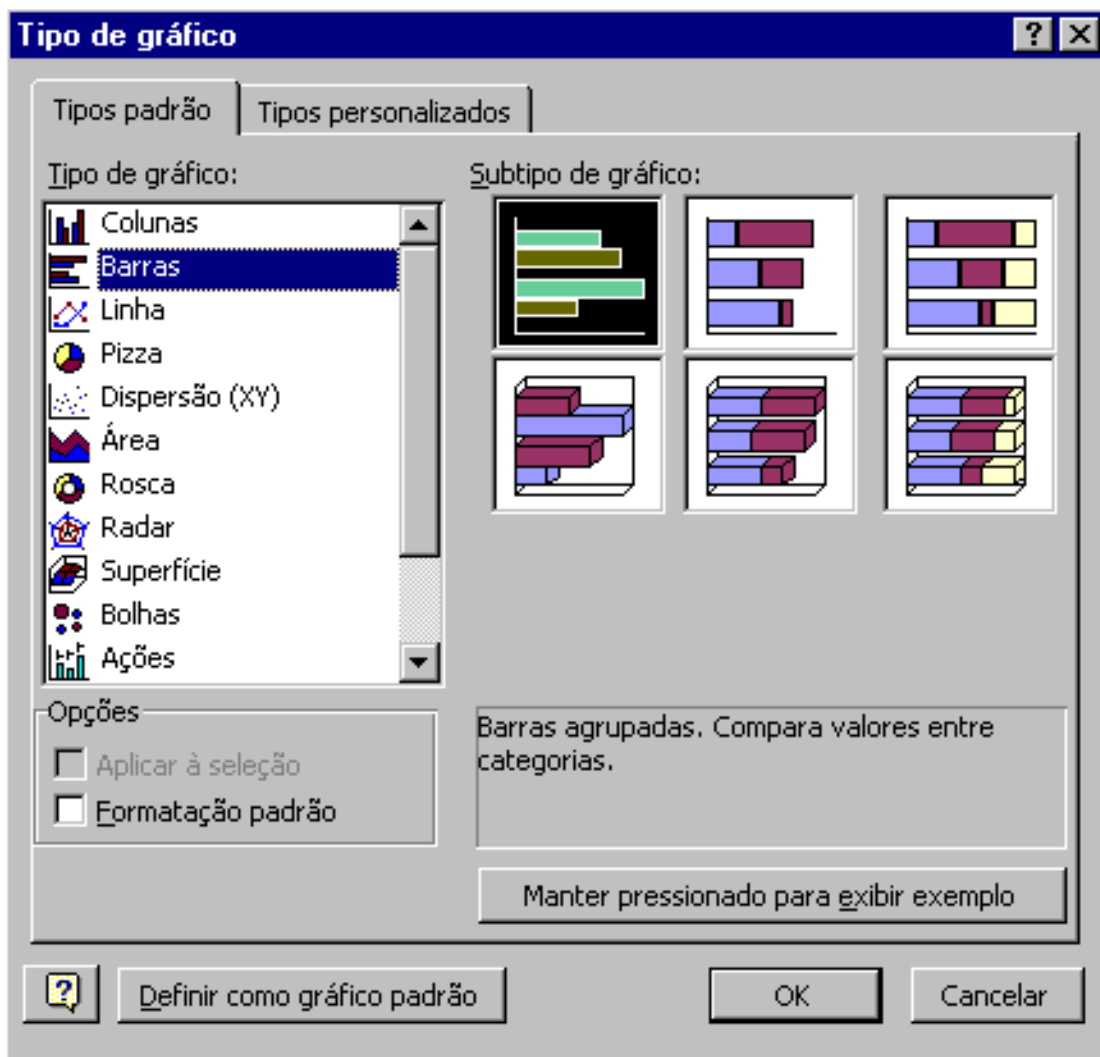 Tipo de gráfico
Tipos padrão
Tipos personalizados
Tipo de gráfico:
Colunas
Barras
Linha
Pizza
Dispersão (XY)
Área
Rosca
Radar
Superfície
Bolhas
Ações
Subtipo de gráfico:
Opções
Aplicar à seleção
Formatação padrão
Barras agrupadas. Compara valores entre
categorias.
Manter pressionado para exibir exemplo
Definir como gráfico padrão
OK
Cancelar